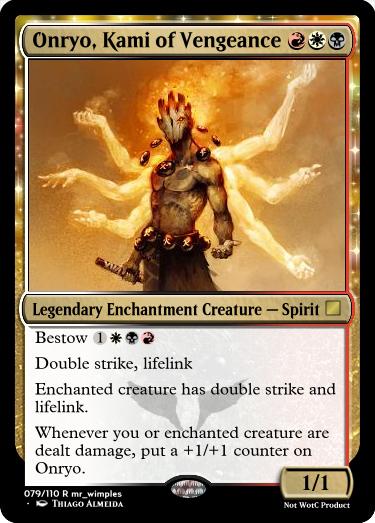 Onryo, Kami of Vengeance
Legendary Enchantment Creature — Spirit
Bestow 1
Double strike, lifelink
Enchanted creature has double strike and
lifelink.
Whenever you or enchanted creature are
dealt damage, put a +1/+1 counter on
Onryo.
1/1
079/110 R mr_wimples
Thiago Almeida
Not WotC Product